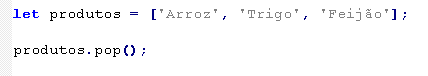 let produtos = ['Arroz', 'Trigo', 'Feijão'];
produtos.pop();